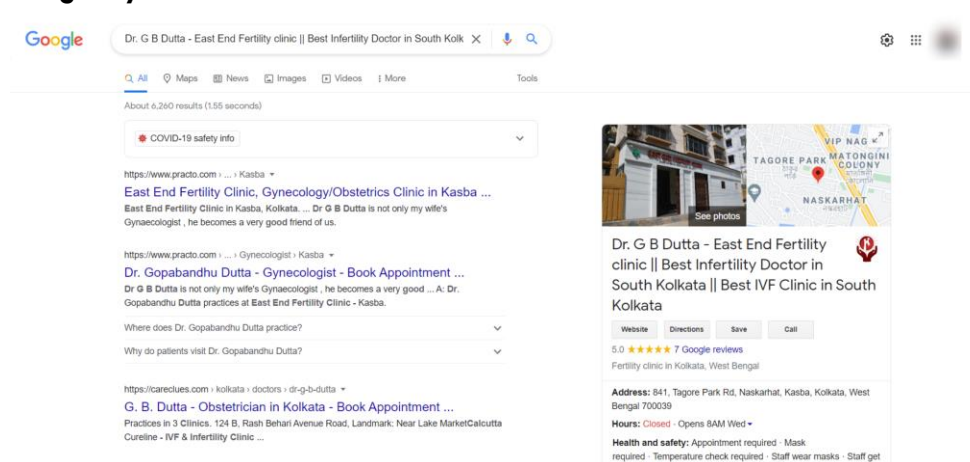 Google
Dr. G B Dutta - East End Fertility clinic || Best Infertility Doctor in South Kolk
All
Maps
News
Images
Videos
More
Tools
About 6,260 results (1.55 seconds)
COVID-19 safety info
https://www.practo.com › ... › Kasba
East End Fertility Clinic, Gynecology/Obstetrics Clinic in Kasba ...
East End Fertility Clinic in Kasba, Kolkata. ... Dr G B Dutta is not only my wife's
Gynaecologist , he becomes a very good friend of us.
https://www.practo.com › ... › Gynecologist › Kasba
Dr. Gopabandhu Dutta - Gynecologist - Book Appointment ...
Dr G B Dutta is not only my wife's Gynaecologist , he becomes a very good ... A: Dr.
Gopabandhu Dutta practices at East End Fertility Clinic - Kasba.
Where does Dr. Gopabandhu Dutta practice?
Why do patients visit Dr. Gopabandhu Dutta?
https://careclues.com › kolkata › doctors › dr-g-b-dutta
G. B. Dutta - Obstetrician in Kolkata - Book Appointment ...
Practices in 3 Clinics. 124 B, Rash Behari Avenue Road, Landmark: Near Lake MarketCalcutta
Cureline - IVF & Infertility Clinic ...
See photos
VIP NAG
TAGORE PARK
MATONGINI
COLONY
NASKARHAT
Dr. G B Dutta - East End Fertility
clinic || Best Infertility Doctor in
South Kolkata || Best IVF Clinic in South
Kolkata
Website
Directions
Save
Call
5.0 ★★★★★ 7 Google reviews
Fertility clinic in Kolkata, West Bengal
Address: 841, Tagore Park Rd, Naskarhat, Kasba, Kolkata, West
Bengal 700039
Hours: Closed · Opens 8AM Wed
Health and safety: Appointment required · Mask
required · Temperature check required · Staff wear masks · Staff get